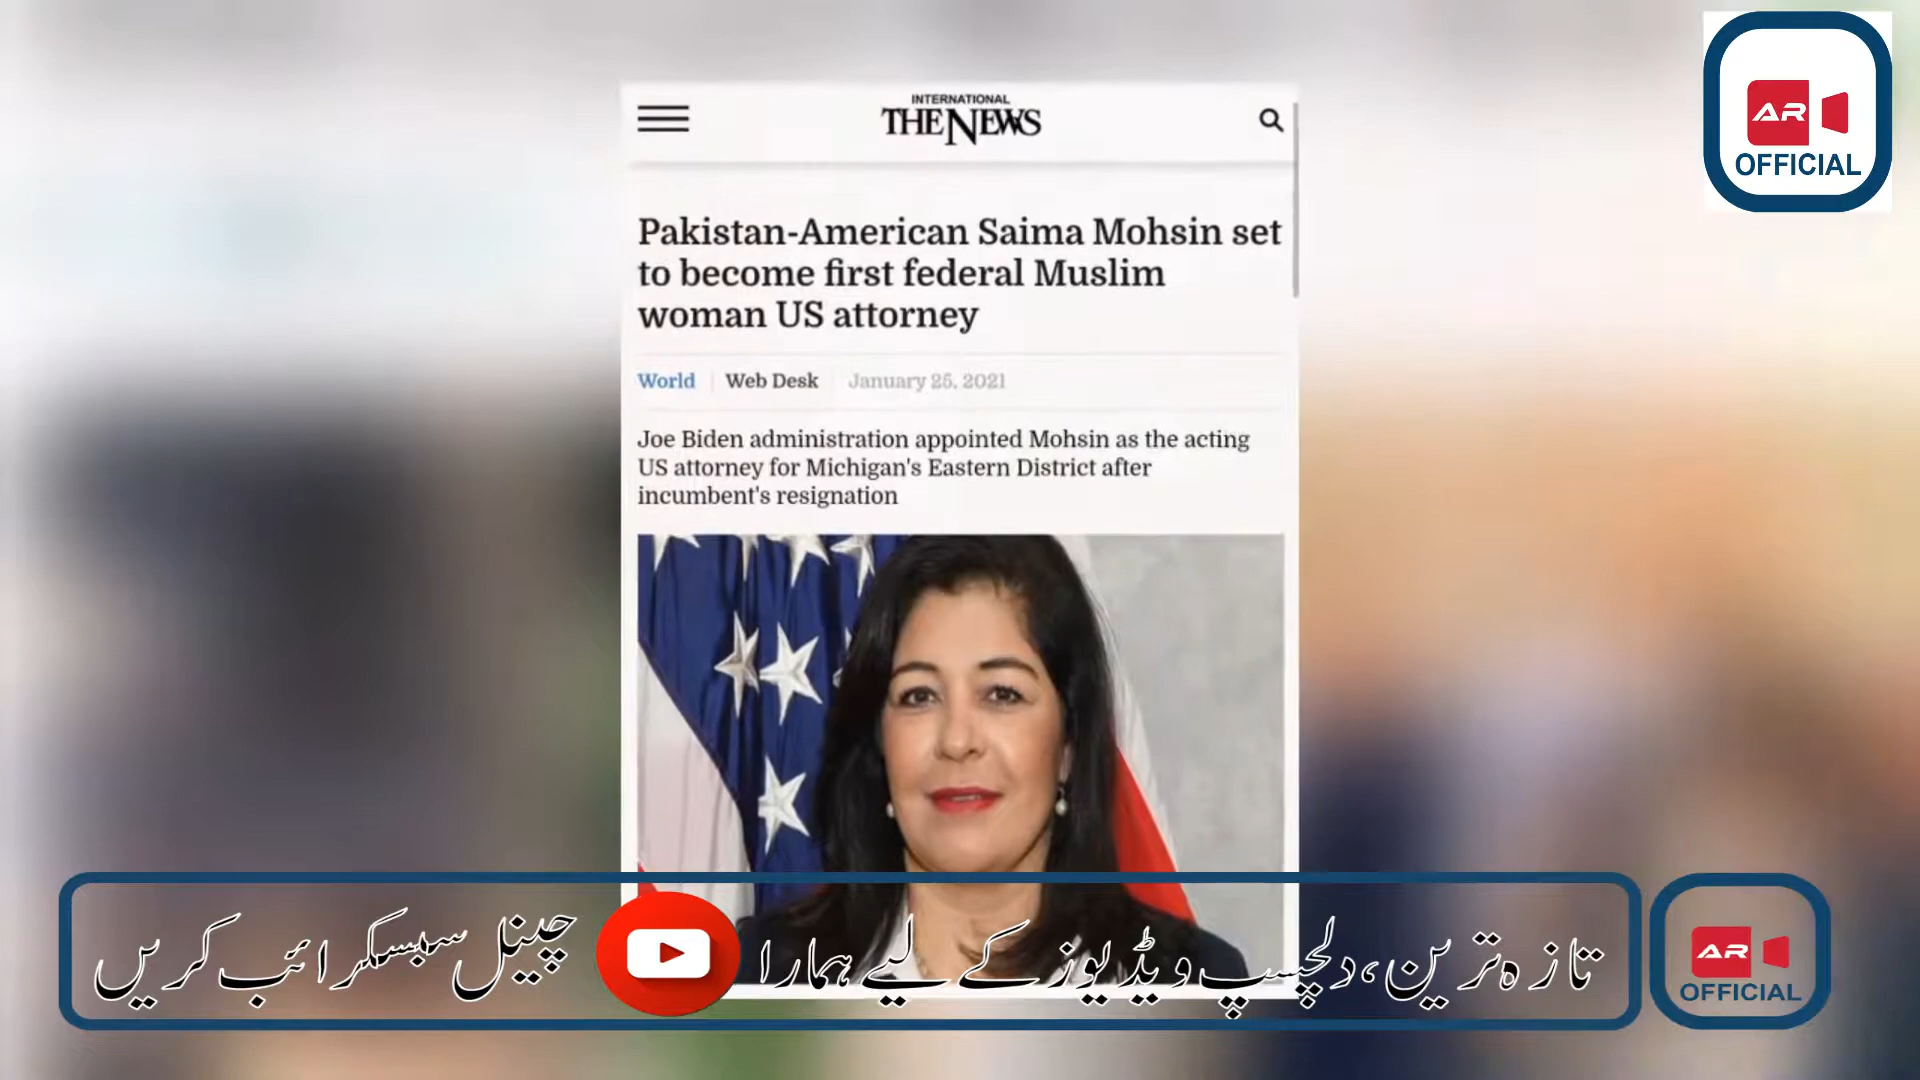 AR
OFFICIAL
INTERNATIONAL
THE NEWS
Pakistan-American Saima Mohsin set
to become first federal Muslim
woman US attorney
World Web Desk January 25, 2021
Joe Biden administration appointed Mohsin as the acting
US attorney for Michigan's Eastern District after
incumbent's resignation
تازہ ترین، دلچسپ ویڈیوز کے لیے ہمارا چینل سبسکرائب کریں
AR
OFFICIAL